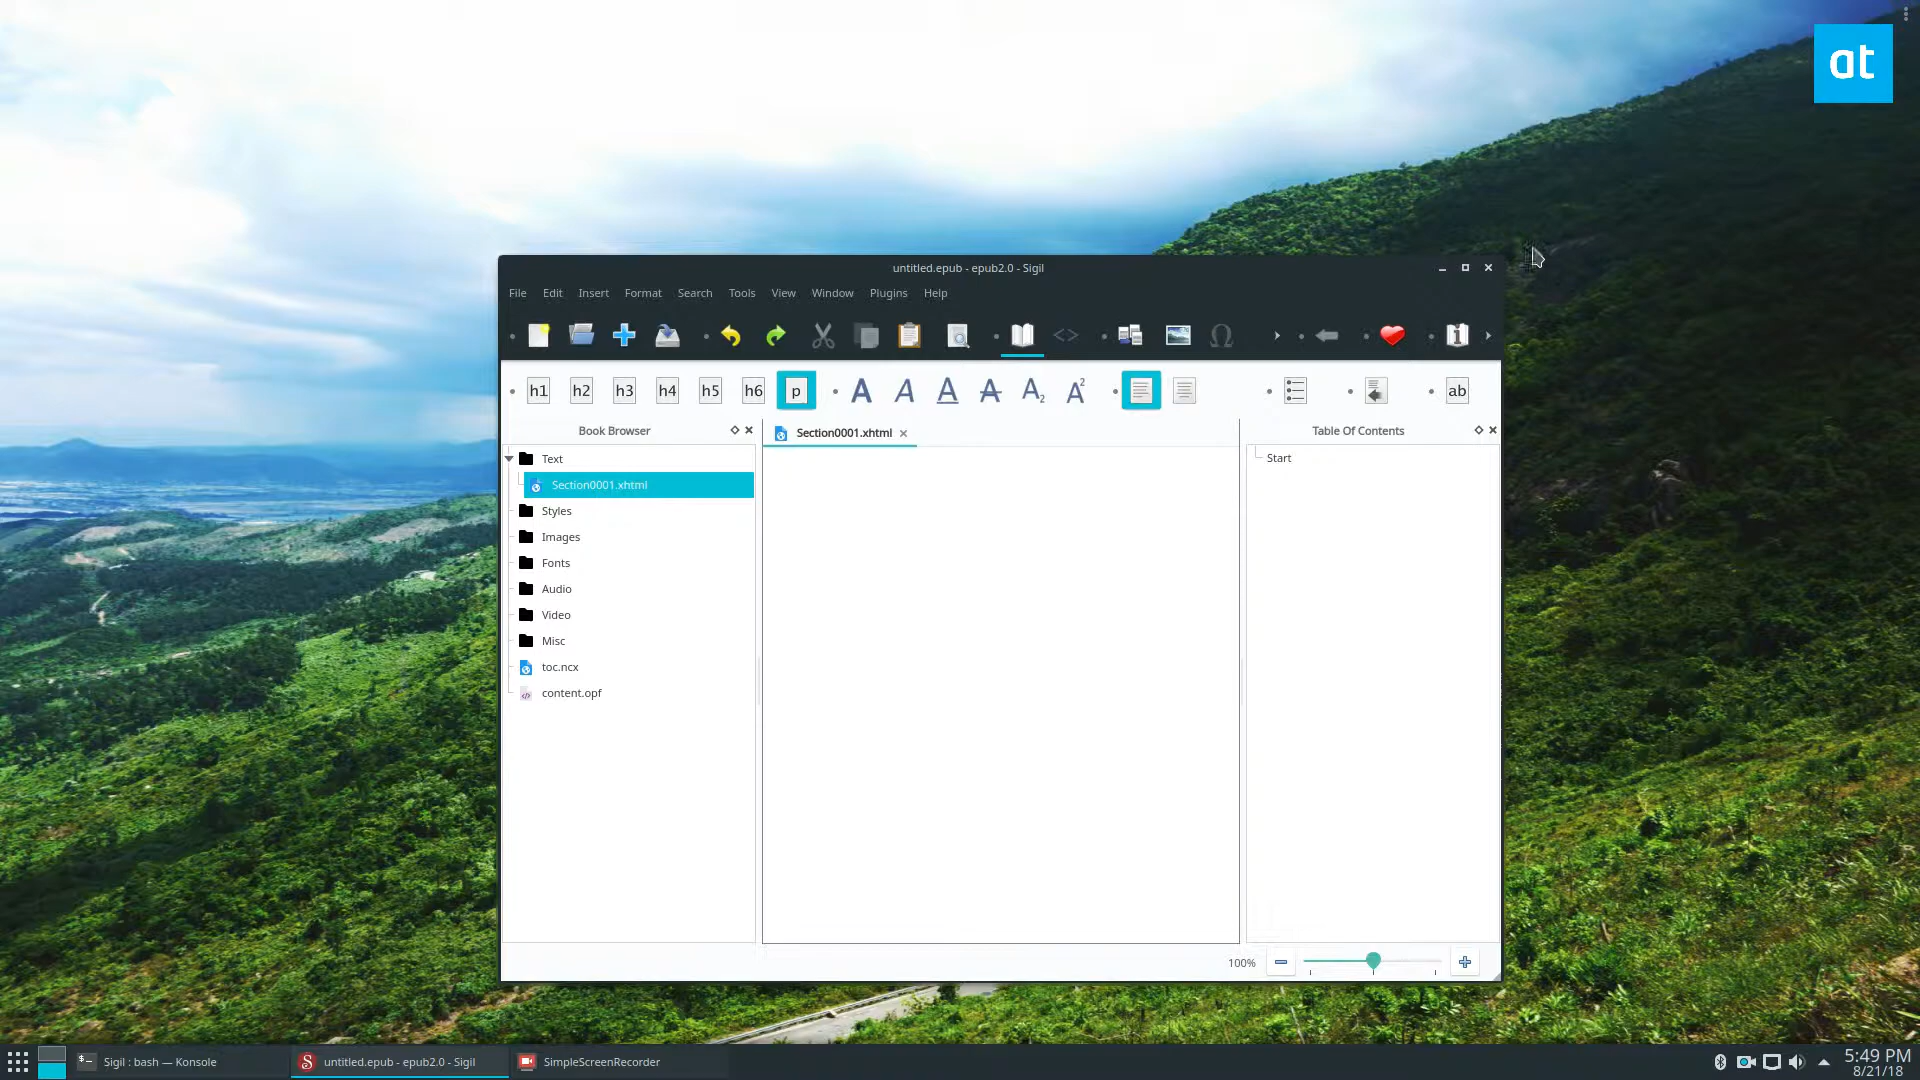 at
untitled.epub - epub2.0 - Sigil
File Edit Insert Format Search Tools View Window Plugins Help
h1 h2 h3 h4 h5 h6 p A A A A A2 A2 ab
Book Browser
Text
Section0001.xhtml
Styles
Images
Fonts
Audio
Video
Misc
toc.ncx
content.opf
Section0001.xhtml
Table Of Contents
Start
100%
Sigil : bash — Konsole
untitled.epub - epub2.0 - Sigil
SimpleScreenRecorder
5:49 PM
8/21/18